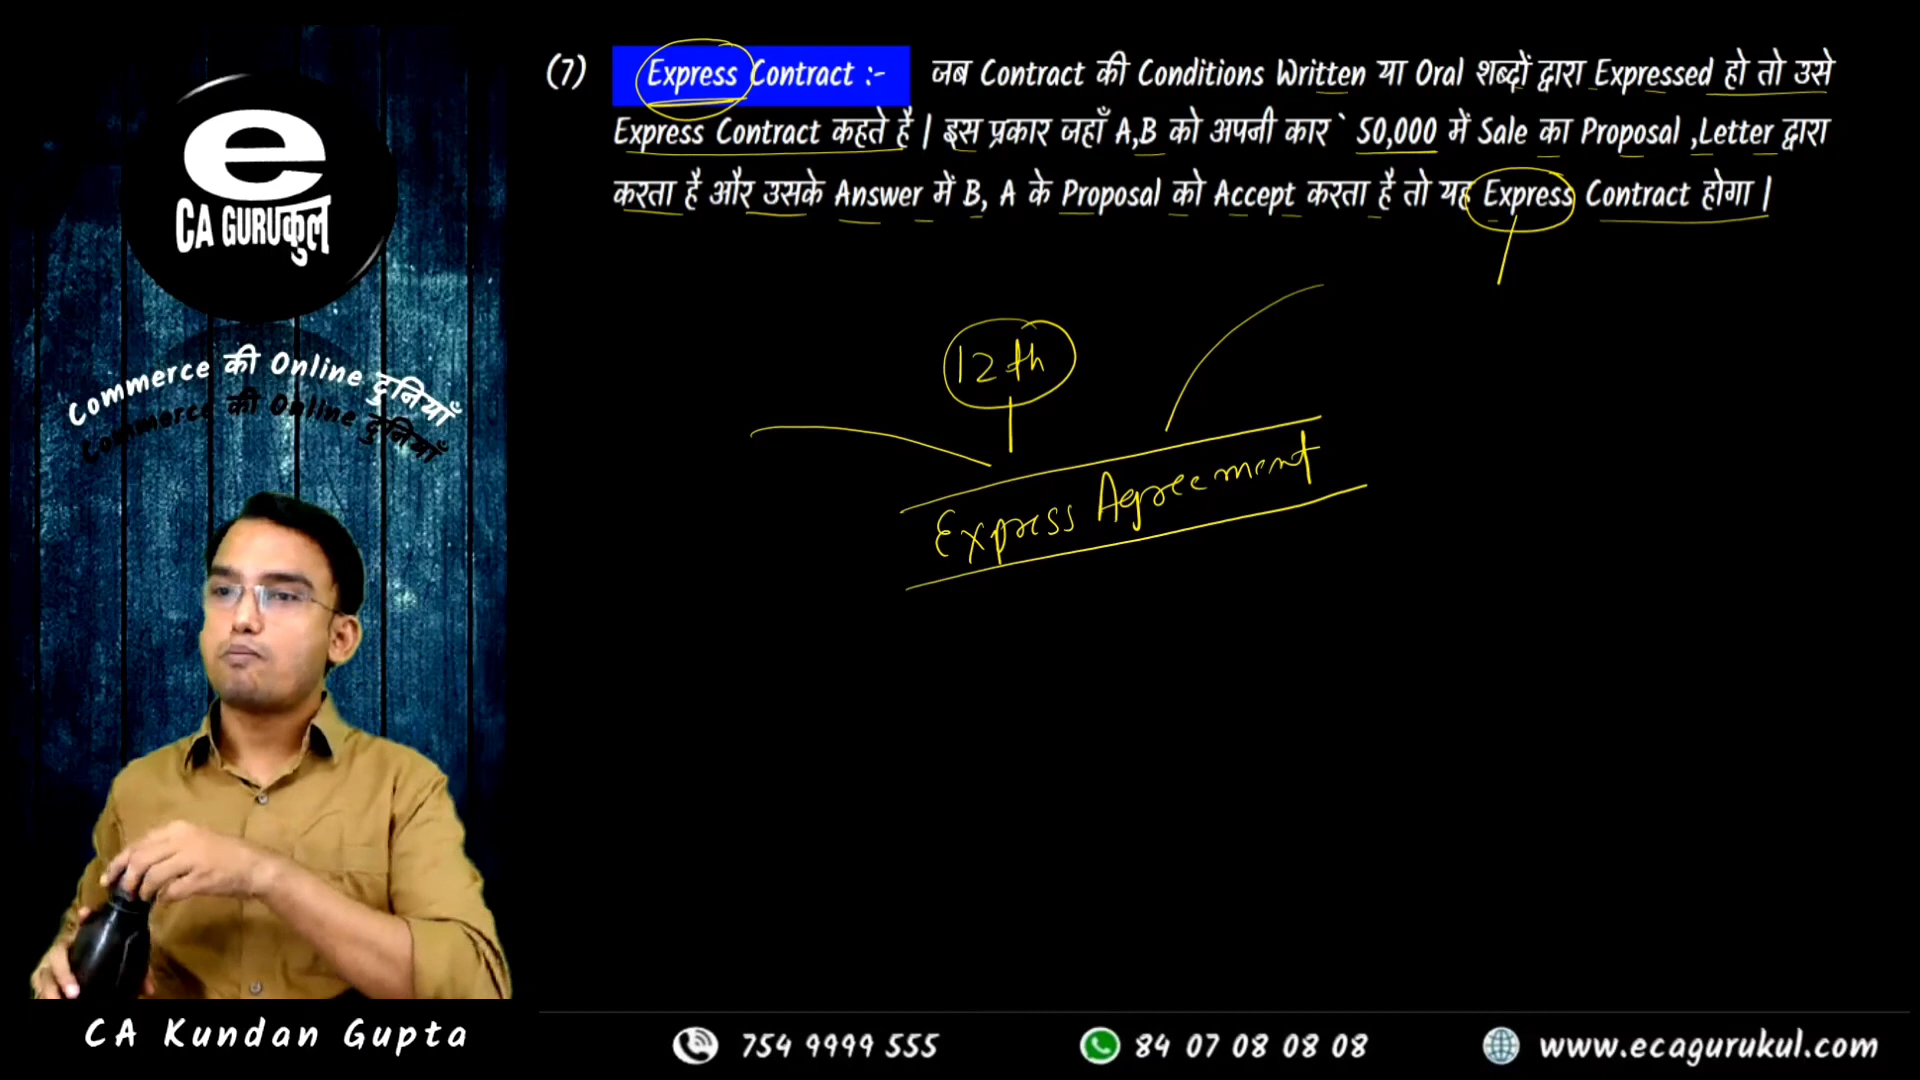 e
CA GURUकुल
Commerce की Online दुनियाँ
(7) Express Contract :- जब Contract की Conditions Written या Oral शब्दों द्वारा Expressed हो तो उसे
Express Contract कहते है | इस प्रकार जहाँ A,B को अपनी कार ` 50,000 में Sale का Proposal ,Letter द्वारा
करता है और उसके Answer में B, A के Proposal को Accept करता है तो यह Express Contract होगा |
12th
Express Agreement
CA Kundan Gupta
754 9999 555
84 07 08 08 08
www.ecagurukul.com